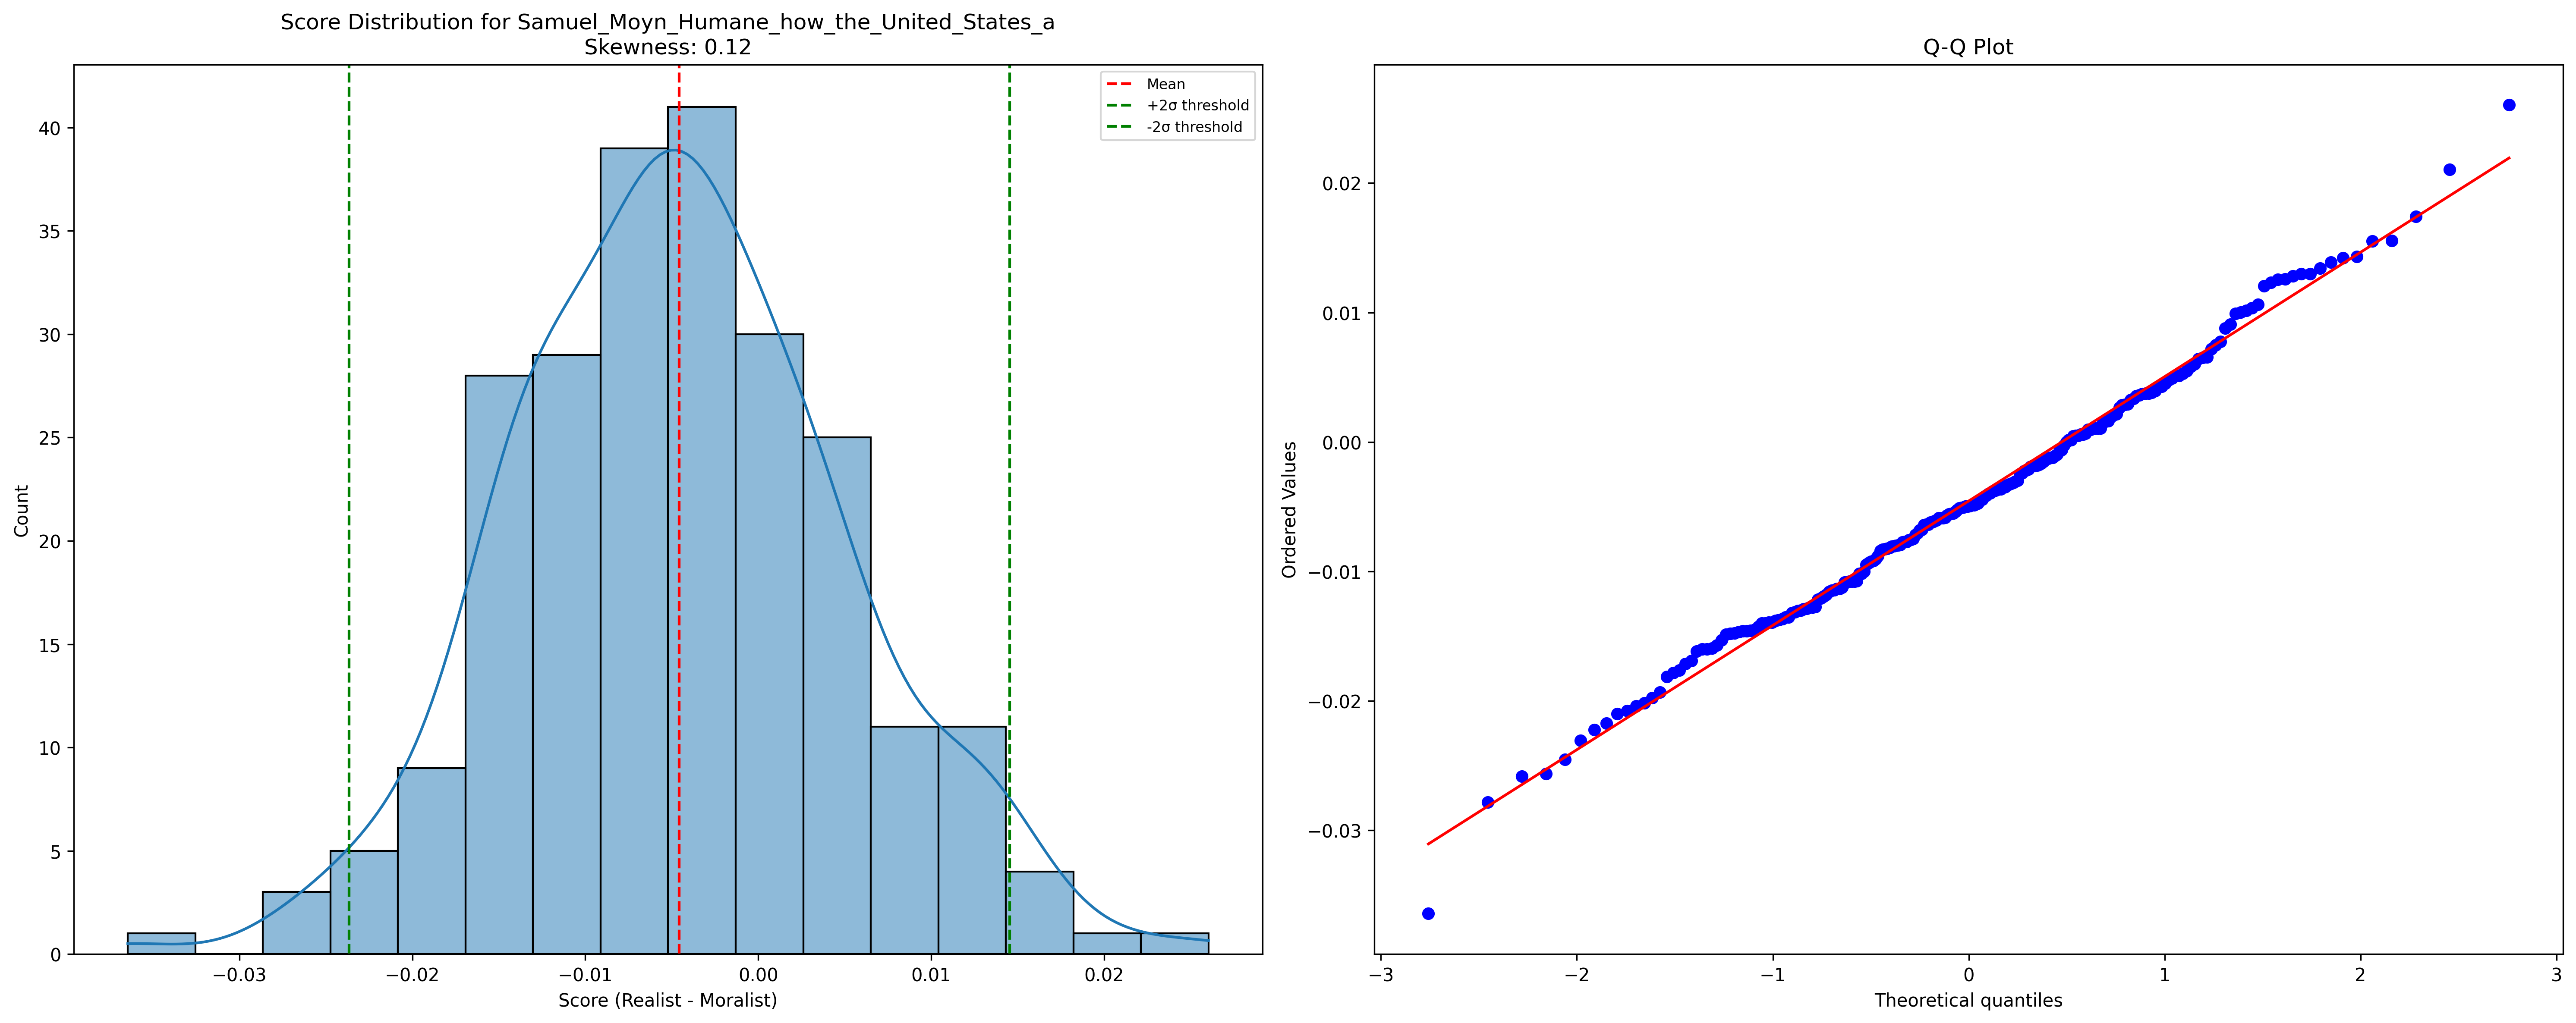 Score Distribution for Samuel_Moyn_Humane_how_the_United_States_a
Skewness: 0.12
Mean
+2σ threshold
-2σ threshold
Count
40
35
30
25
20
15
10
5
0
−0.03 −0.02 −0.01 0.00 0.01 0.02
Score (Realist - Moralist)
Q-Q Plot
Ordered Values
0.02
0.01
0.00
−0.01
−0.02
−0.03
−3 −2 −1 0 1 2 3
Theoretical quantiles